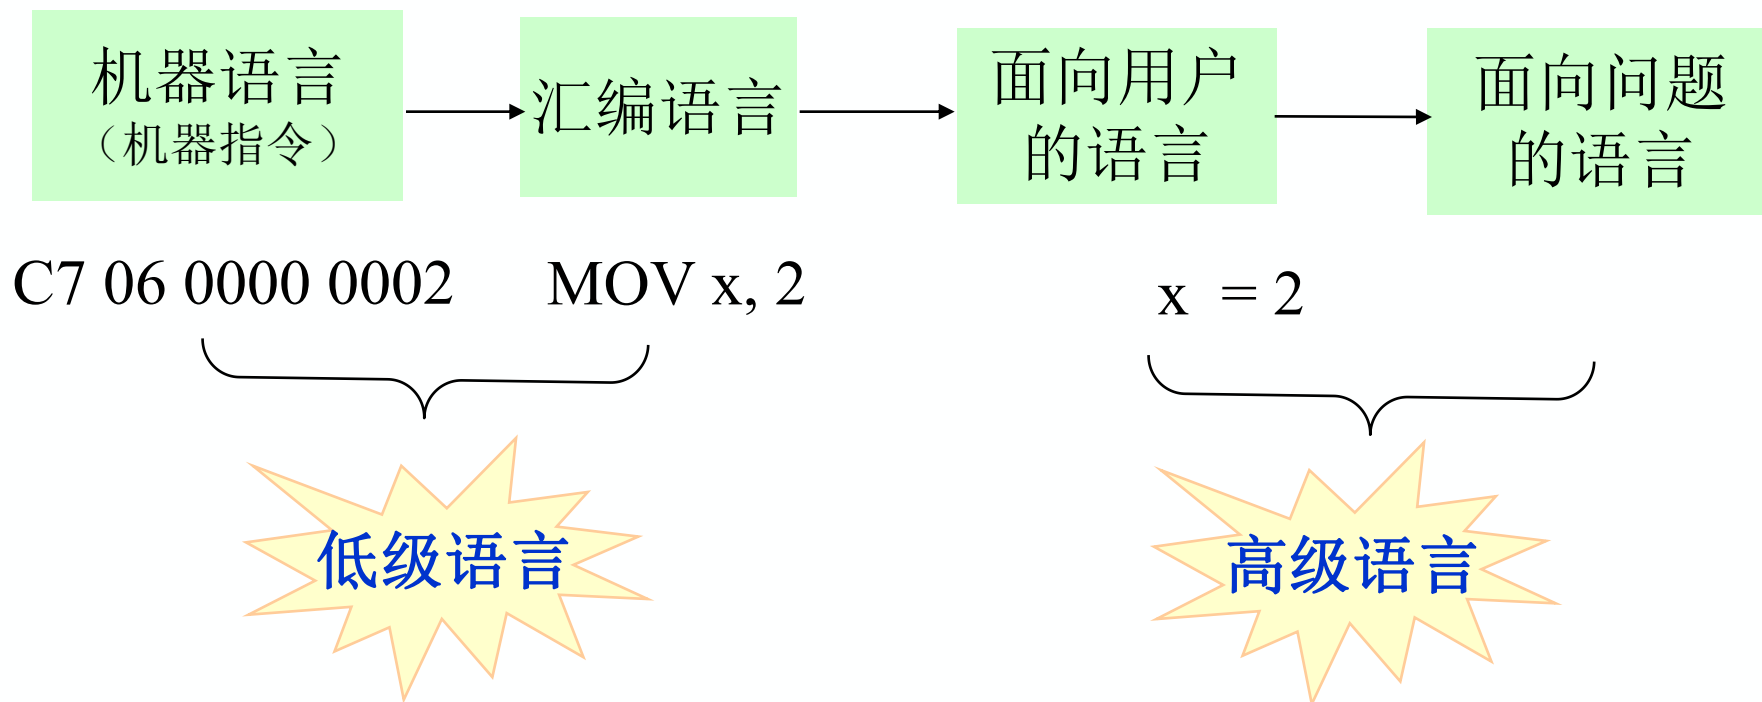 机器语言
（机器指令）
汇编语言
面向用户
的语言
面向问题
的语言
C7 06 0000 0002
MOV x, 2
x = 2
低级语言
高级语言